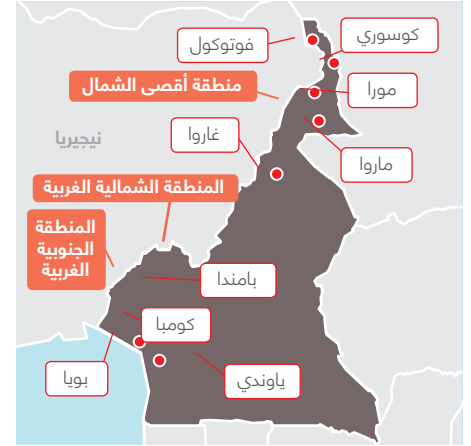 كوسوري
فوتوكول
منطقة أقصى الشمال
مورا
نيجيريا
غاروا
ماروا
المنطقة الشمالية الغربية
المنطقة
الجنوبية
الغربية
بامندا
كومبا
بويا
ياوندي